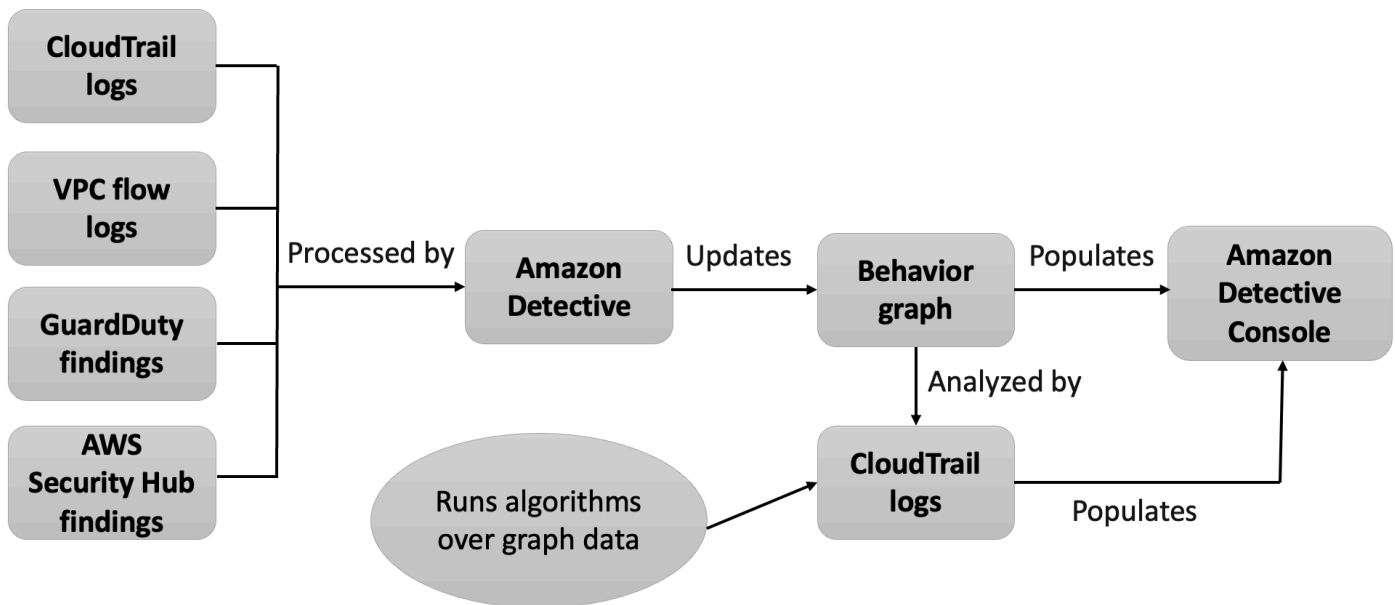 CloudTrail
logs
VPC flow
logs
GuardDuty
findings
AWS
Security Hub
findings
Processed by
Amazon
Detective
Updates
Behavior
graph
Populates
Amazon
Detective
Console
Analyzed by
CloudTrail
logs
Populates
Runs algorithms
over graph data